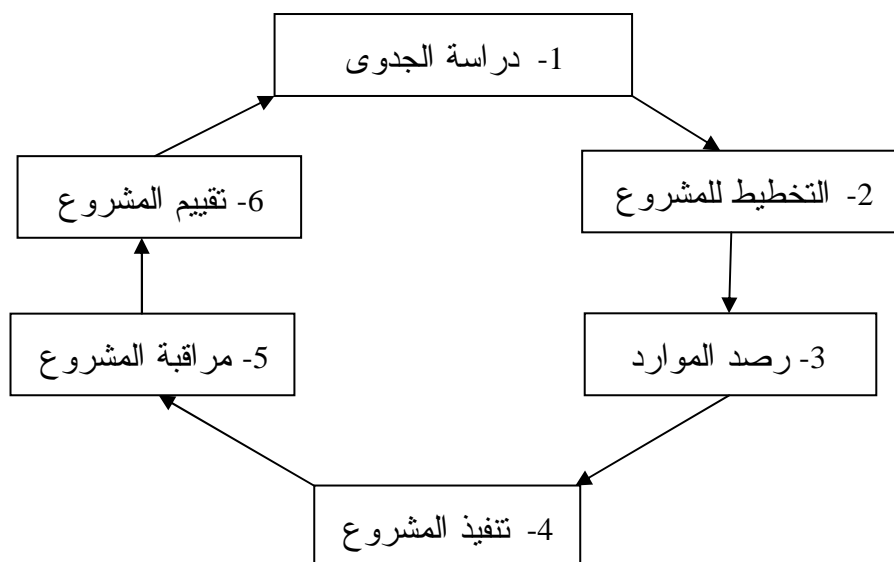 1- دراسة الجدوى
2- التخطيط للمشروع
3- رصد الموارد
4- تنفيذ المشروع
5- مراقبة المشروع
6- تقييم المشروع